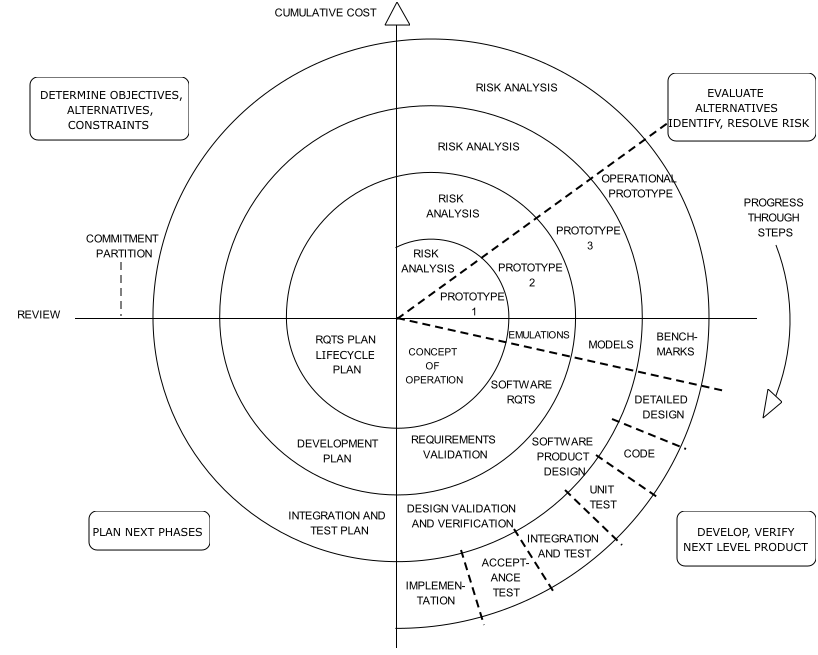 CUMULATIVE COST
DETERMINE OBJECTIVES,
ALTERNATIVES,
CONSTRAINTS
EVALUATE
ALTERNATIVES
IDENTIFY, RESOLVE RISK
RISK ANALYSIS
RISK ANALYSIS
RISK
ANALYSIS
RISK
ANALYSIS
OPERATIONAL
PROTOTYPE
PROTOTYPE
3
PROTOTYPE
2
PROTOTYPE
1
PROGRESS
THROUGH
STEPS
COMMITMENT
PARTITION
REVIEW
RQTS PLAN
LIFECYCLE
PLAN
CONCEPT
OF
OPERATION
EMULATIONS
MODELS
BENCH-
MARKS
SOFTWARE
RQTS
DETAILED
DESIGN
DEVELOPMENT
PLAN
REQUIREMENTS
VALIDATION
SOFTWARE
PRODUCT
DESIGN
CODE
UNIT
TEST
INTEGRATION AND
TEST PLAN
DESIGN VALIDATION
AND VERIFICATION
INTEGRATION
AND TEST
ACCEPT-
ANCE
TEST
IMPLEMEN-
TATION
PLAN NEXT PHASES
DEVELOP, VERIFY
NEXT LEVEL PRODUCT